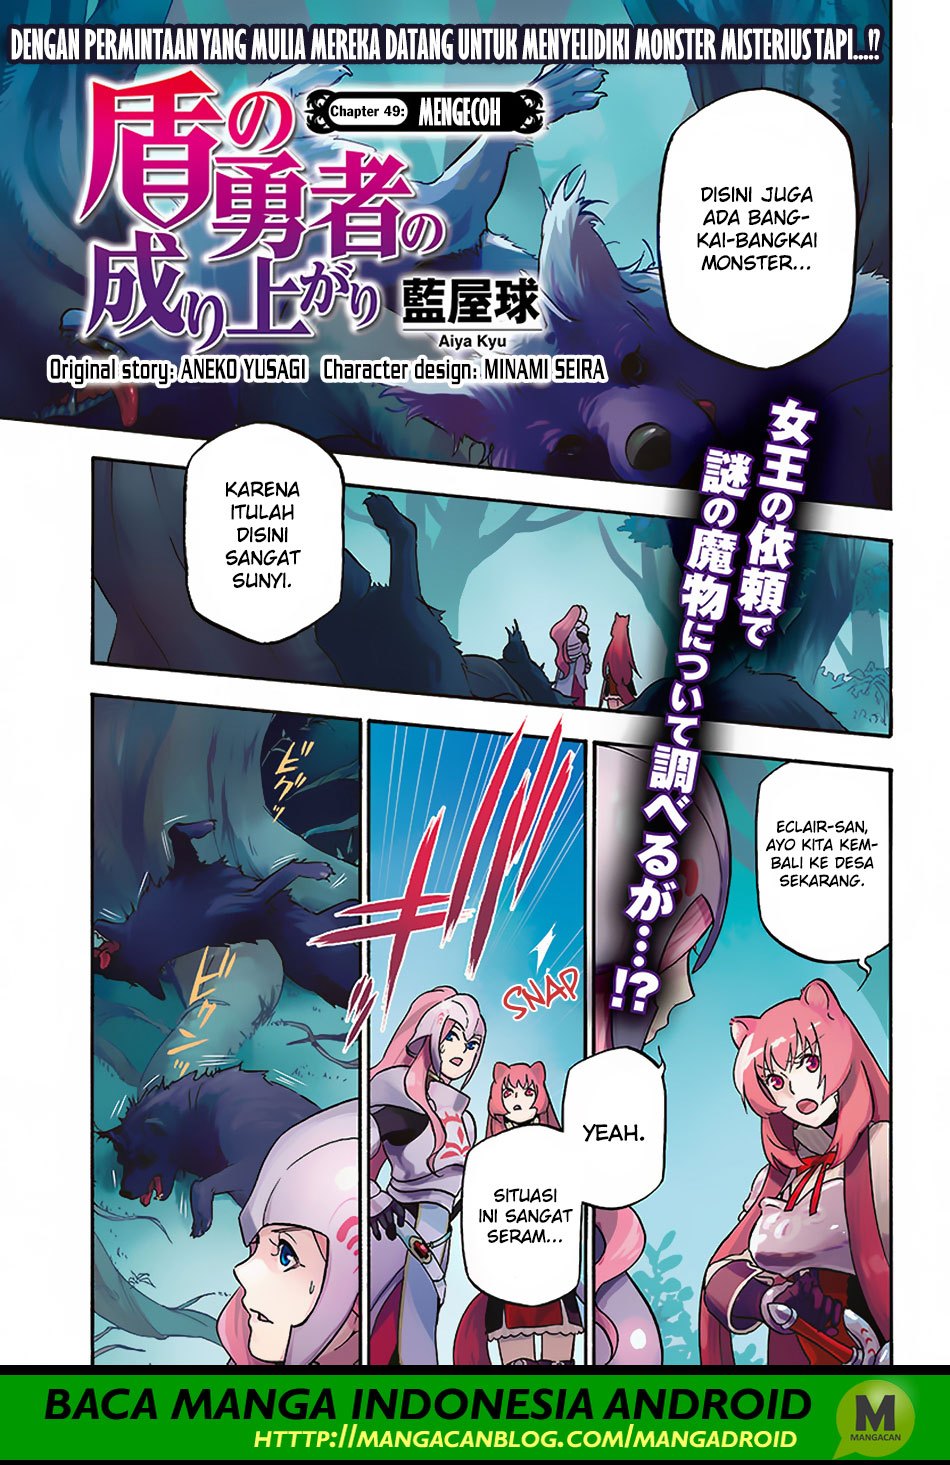 DENGAN PERMINTAAN YANG MULIA MEREKA DATANG UNTUK MENYELIDIKI MONSTER MISTERIUS TAPI...!?
Chapter 49: MENGECOH
盾の
勇者の
成り上がり
藍屋球
Aiya Kyu
Original story: ANEKO YUSAGI Character design: MINAMI SEIRA
DISINI JUGA
ADA BANG-
KAI-BANGKAI
MONSTER...
女王の依頼で
謎の魔物について調べるが…!?
KARENA
ITULAH
DISINI
SANGAT
SUNYI.
ECLAIR-SAN,
AYO KITA KEM-
BALI KE DESA
SEKARANG.
YEAH.
SITUASI
INI SANGAT
SERAM...
ギギギ
SNAP
ビグッ
ビクン
BACA MANGA INDONESIA ANDROID
HTTTP://MANGACANBLOG.COM/MANGADROID
M
MANGACAN